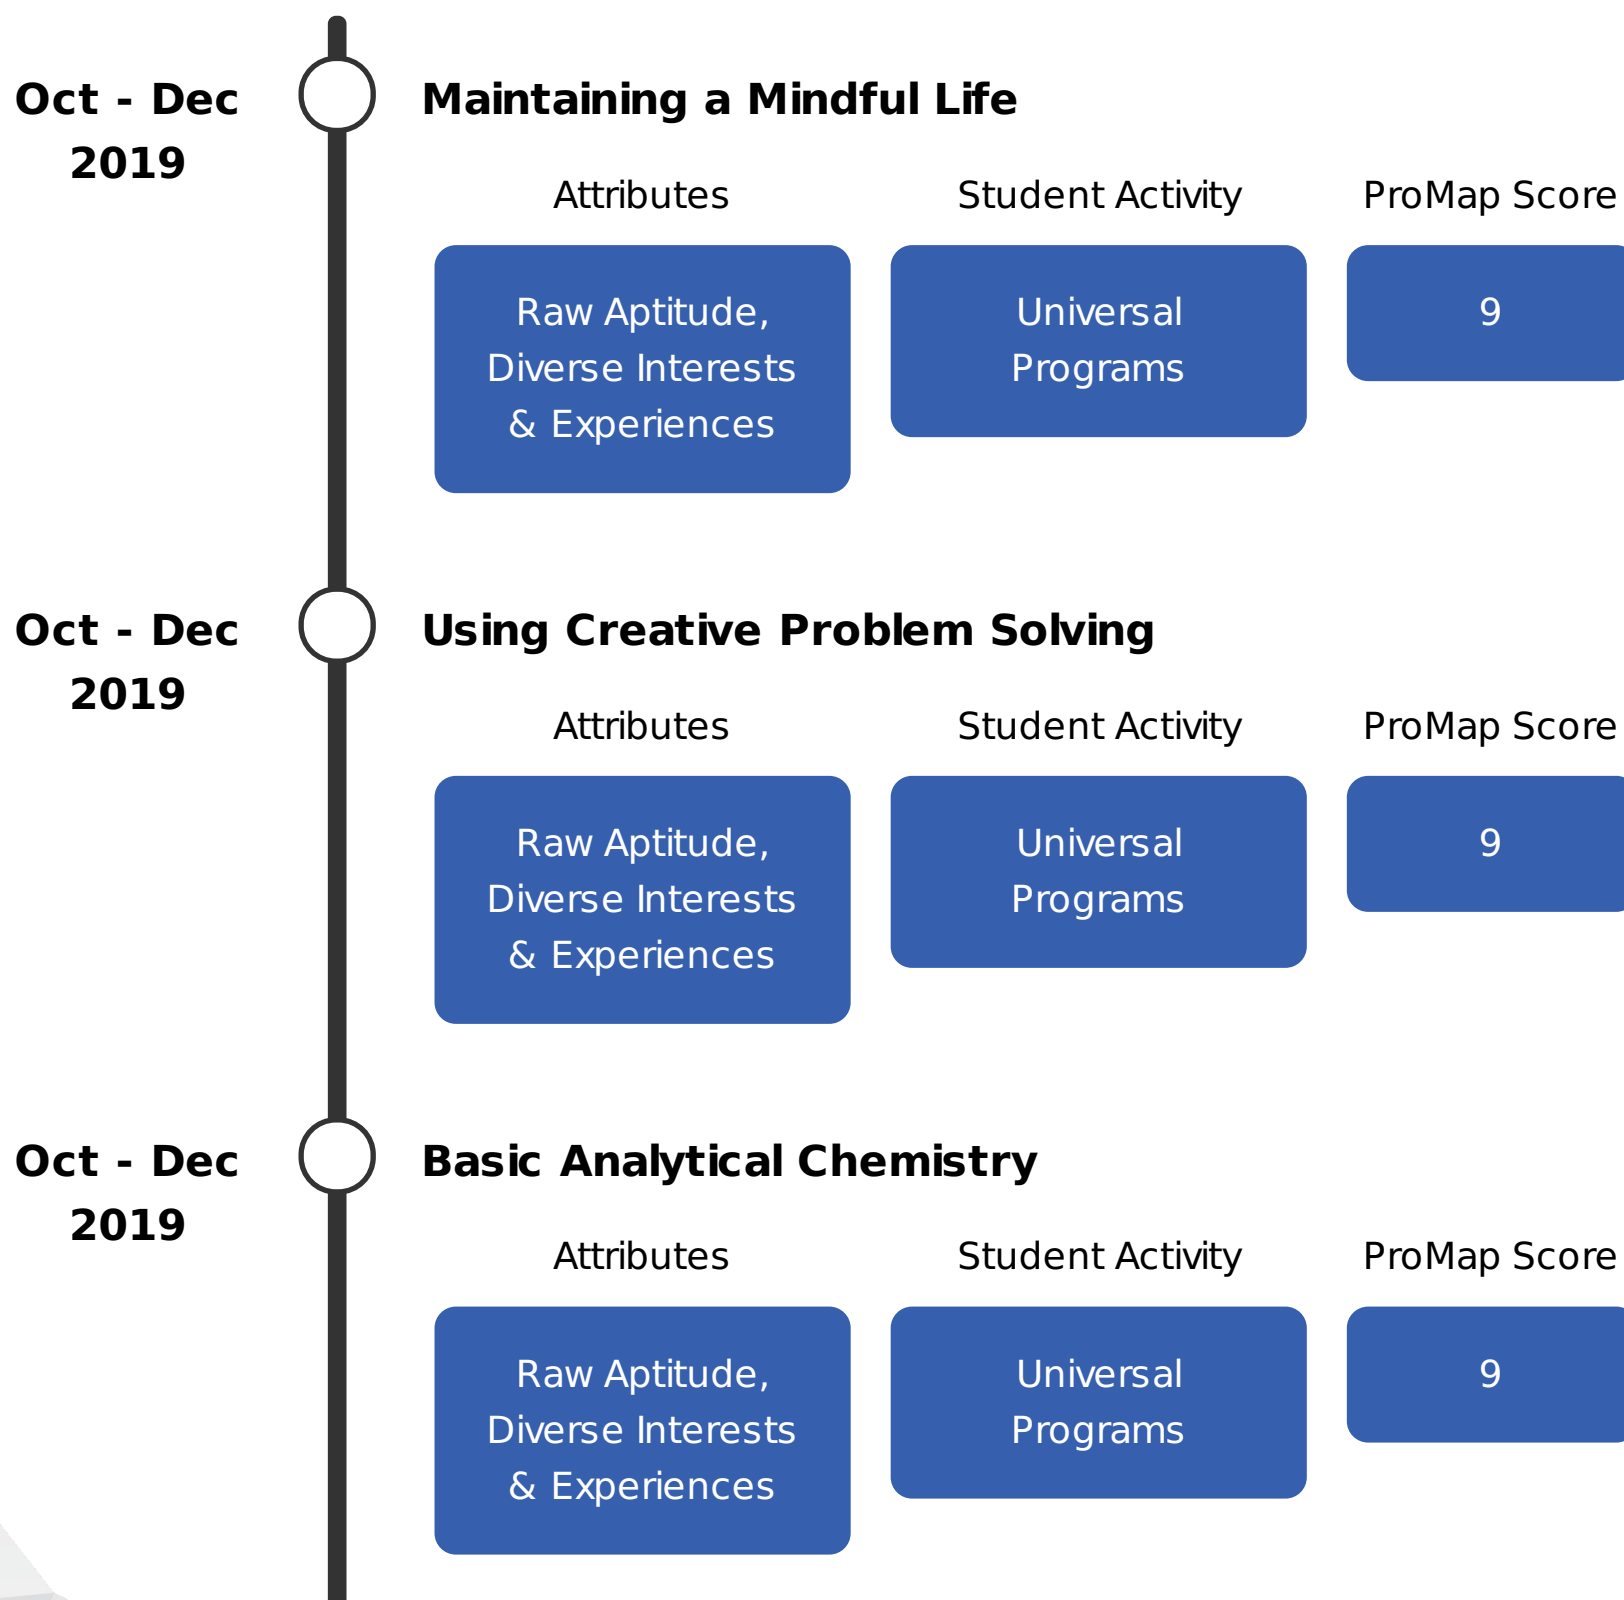 Oct - Dec
2019
Maintaining a Mindful Life
Attributes
Student Activity
ProMap Score
Raw Aptitude,
Diverse Interests
& Experiences
Universal
Programs
9
Oct - Dec
2019
Using Creative Problem Solving
Attributes
Student Activity
ProMap Score
Raw Aptitude,
Diverse Interests
& Experiences
Universal
Programs
9
Oct - Dec
2019
Basic Analytical Chemistry
Attributes
Student Activity
ProMap Score
Raw Aptitude,
Diverse Interests
& Experiences
Universal
Programs
9